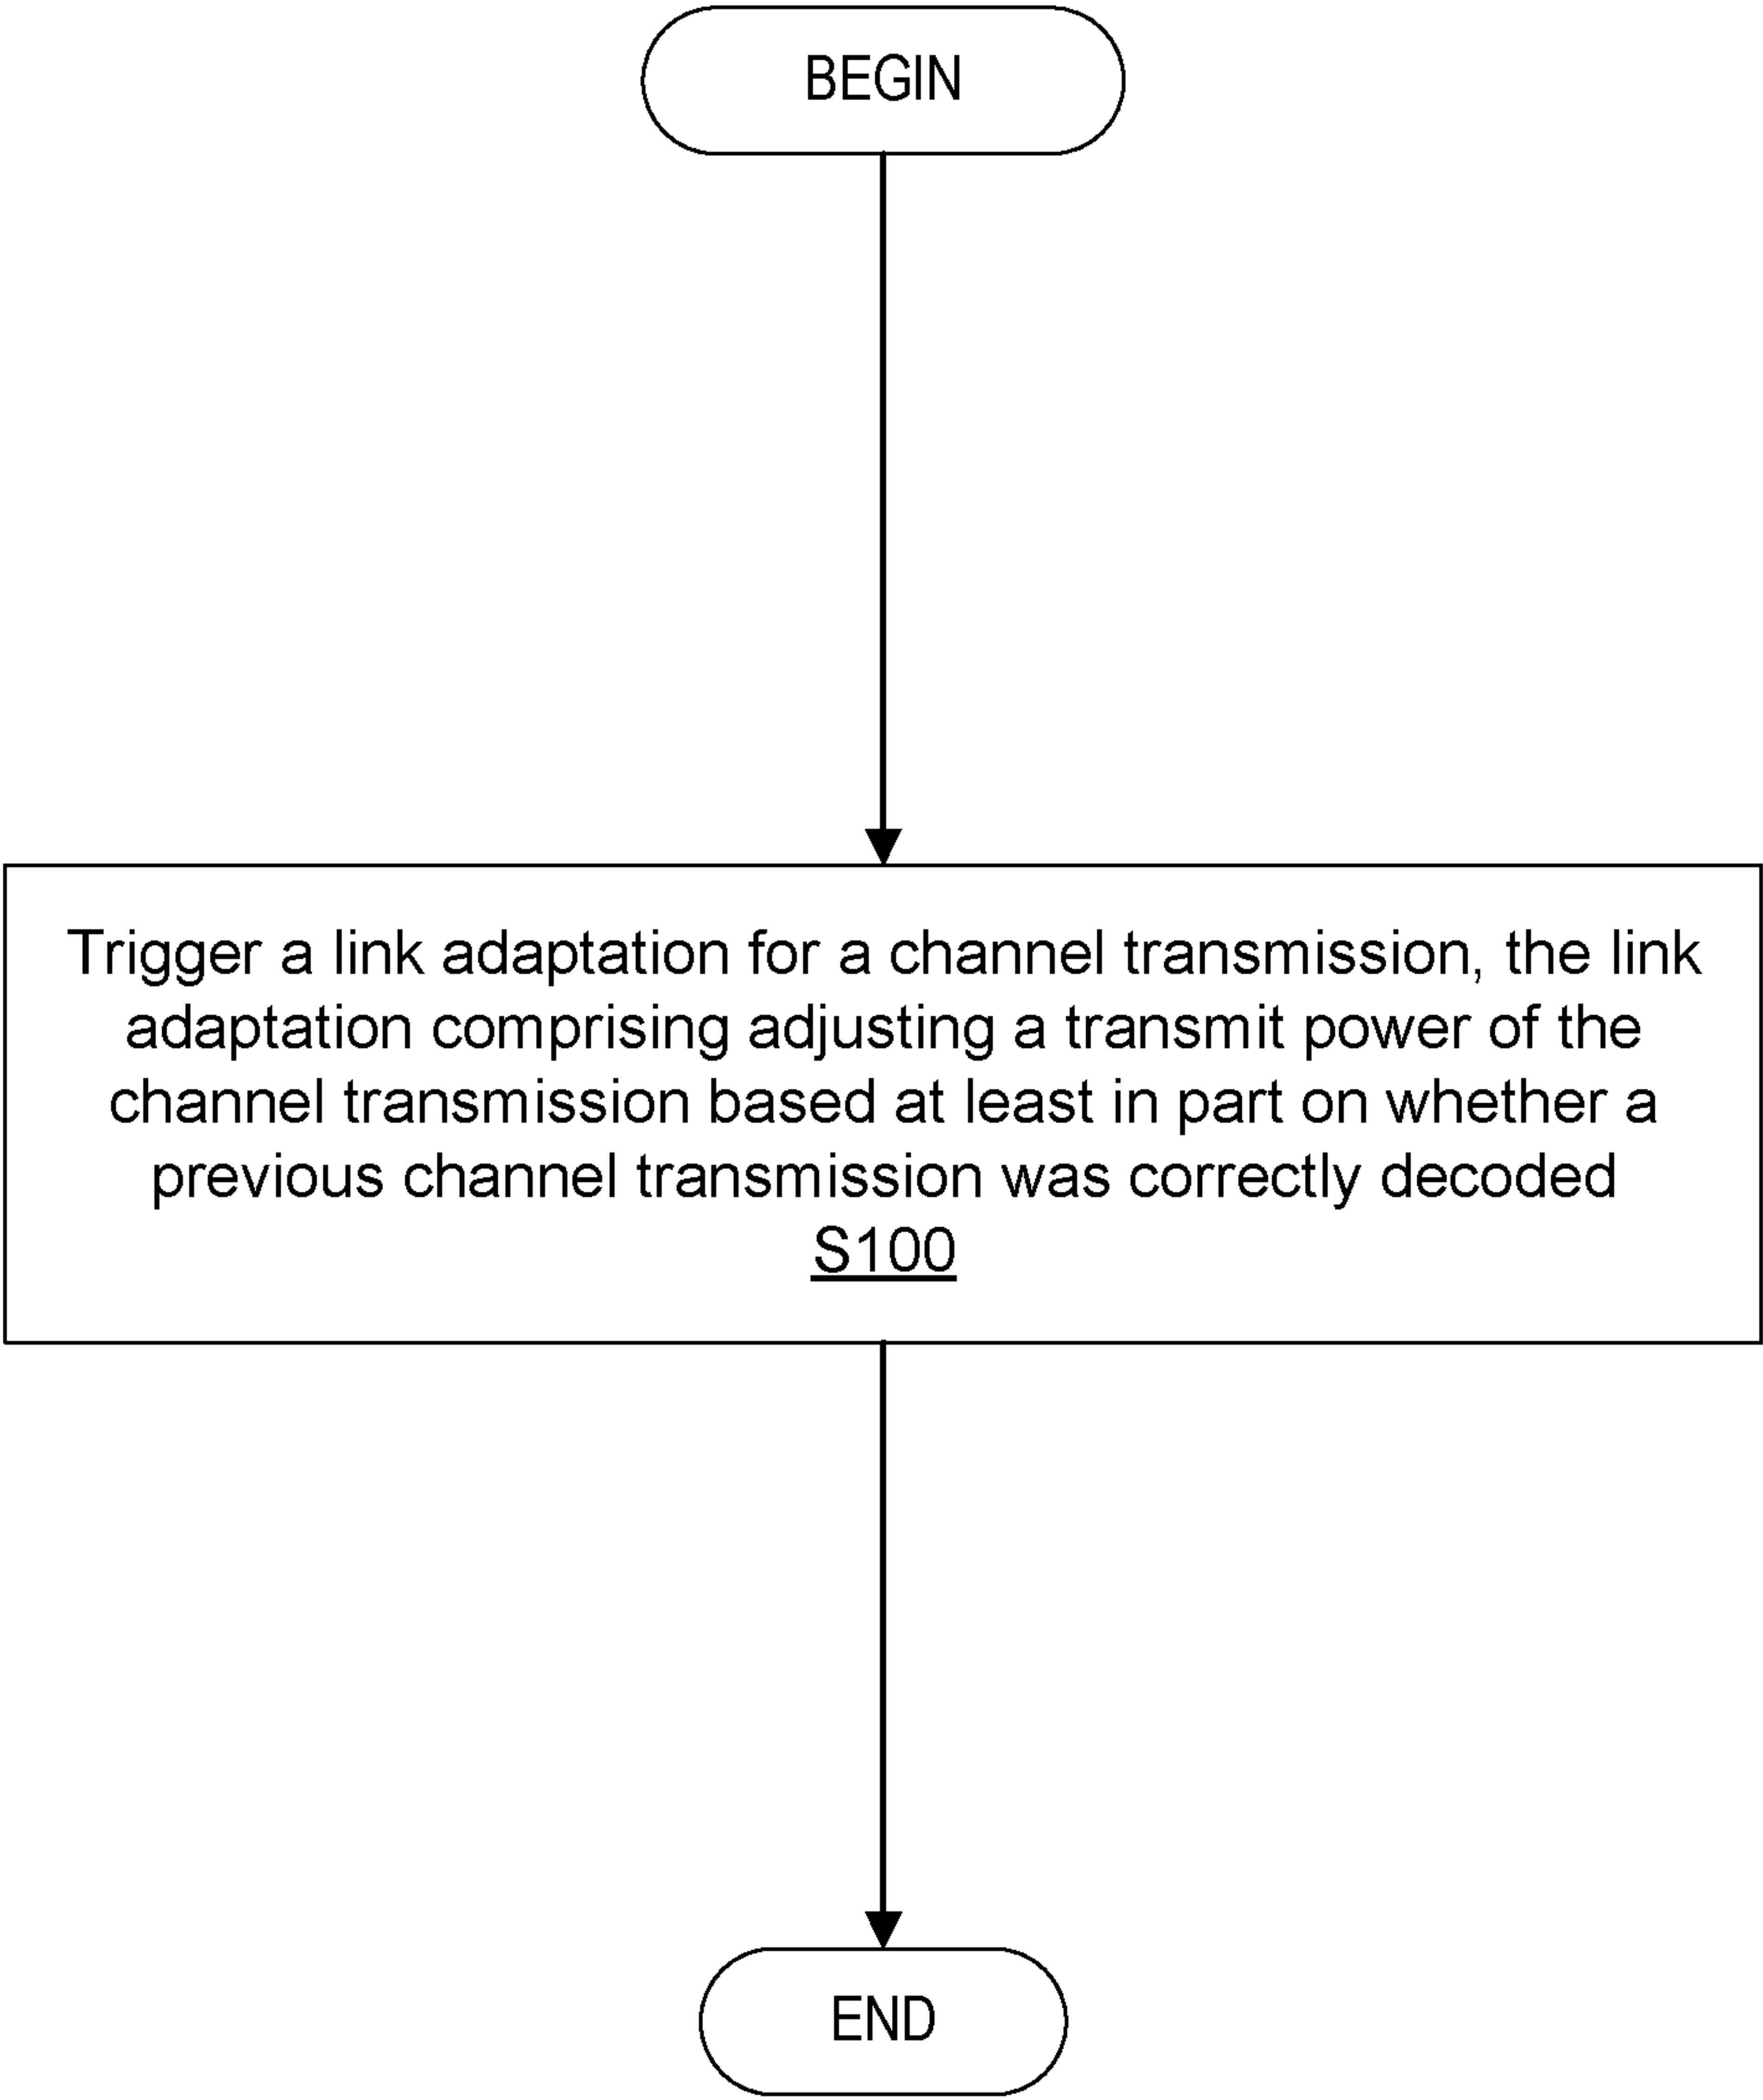 BEGIN
Trigger a link adaptation for a channel transmission, the link
adaptation comprising adjusting a transmit power of the
channel transmission based at least in part on whether a
previous channel transmission was correctly decoded
S100
END